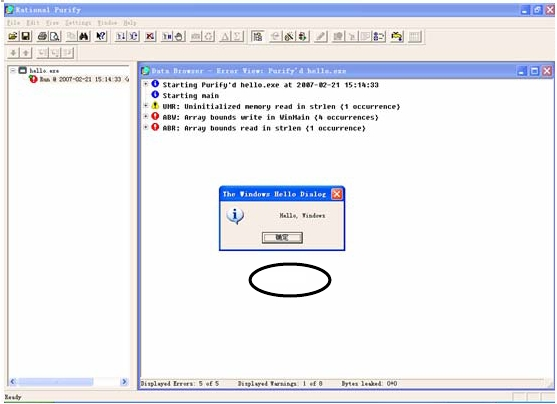 Rational Purify
File Edit View Settings Window Help
hello.exe
Run @ 2007-02-21 15:14:33
Data Browser - Error View: Purify'd hello.exe
Starting Purify'd hello.exe at 2007-02-21 15:14:33
Starting main
UMR: Uninitialized memory read in strlen {1 occurrence}
ABW: Array bounds write in WinMain {4 occurrences}
ABR: Array bounds read in strlen {1 occurrence}
The Windows Hello Dialog
Hello, Windows
确定
Displayed Errors: 5 of 5 Displayed Warnings: 1 of 8 Bytes leaked: 0+0
Ready